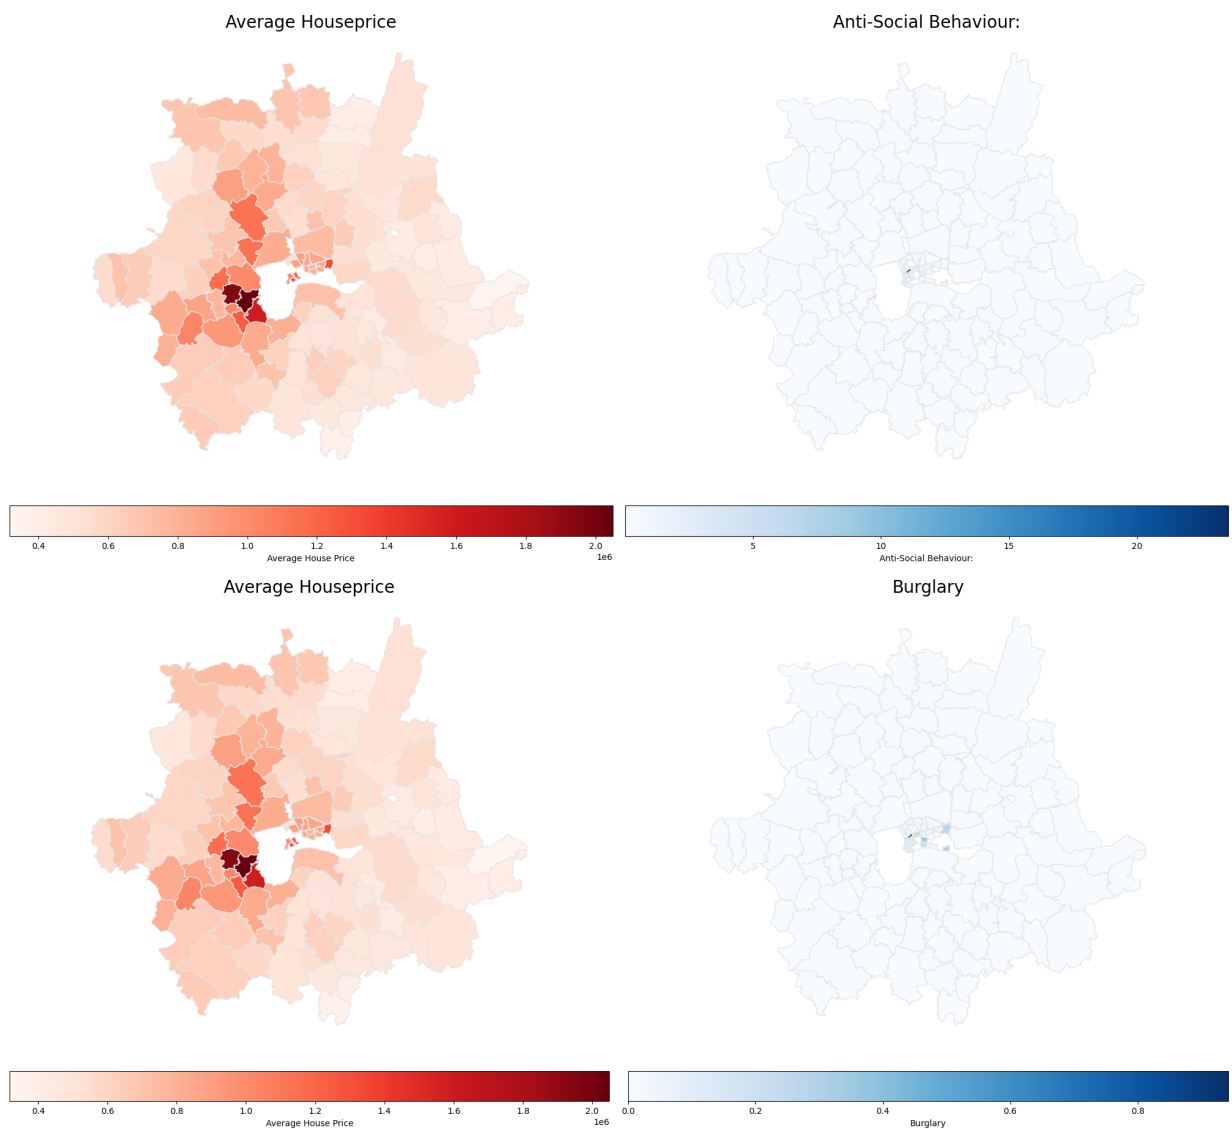 Average Houseprice
Anti-Social Behaviour:
0.4 0.6 0.8 1.0 1.2 1.4 1.6 1.8 2.0
1e6
Average House Price
5 10 15 20
Anti-Social Behaviour:
Average Houseprice
Burglary
0.4 0.6 0.8 1.0 1.2 1.4 1.6 1.8 2.0
1e6
Average House Price
0.0 0.2 0.4 0.6 0.8
Burglary